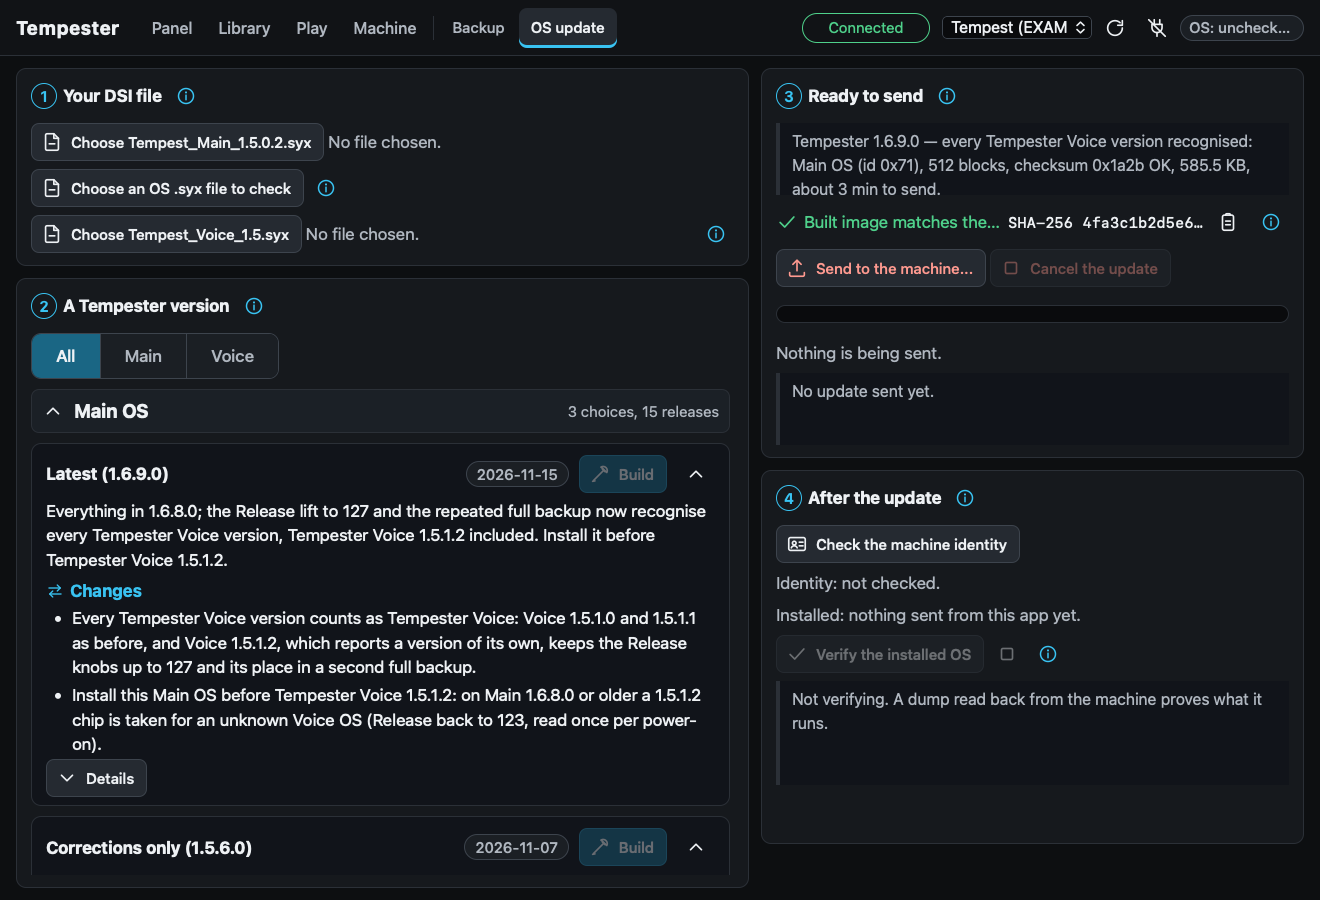 Tempester
Panel
Library
Play
Machine
Backup
OS update
Connected
Tempest (EXAM
OS: uncheck...
1 Your DSI file
Choose Tempest_Main_1.5.0.2.syx
No file chosen.
Choose an OS .syx file to check
Choose Tempest_Voice_1.5.syx
No file chosen.
2 A Tempester version
All
Main
Voice
Main OS
3 choices, 15 releases
Latest (1.6.9.0)
2026-11-15
Build
Everything in 1.6.8.0; the Release lift to 127 and the repeated full backup now recognise
every Tempester Voice version, Tempester Voice 1.5.1.2 included. Install it before
Tempester Voice 1.5.1.2.
Changes
• Every Tempester Voice version counts as Tempester Voice: Voice 1.5.1.0 and 1.5.1.1
as before, and Voice 1.5.1.2, which reports a version of its own, keeps the Release
knobs up to 127 and its place in a second full backup.
• Install this Main OS before Tempester Voice 1.5.1.2: on Main 1.6.8.0 or older a 1.5.1.2
chip is taken for an unknown Voice OS (Release back to 123, read once per power-
on).
Details
Corrections only (1.5.6.0)
2026-11-07
Build
3 Ready to send
Tempester 1.6.9.0 — every Tempester Voice version recognised:
Main OS (id 0x71), 512 blocks, checksum 0x1a2b OK, 585.5 KB,
about 3 min to send.
Built image matches the...
SHA-256 4fa3c1b2d5e6…
Send to the machine...
Cancel the update
Nothing is being sent.
No update sent yet.
4 After the update
Check the machine identity
Identity: not checked.
Installed: nothing sent from this app yet.
Verify the installed OS
Not verifying. A dump read back from the machine proves what it
runs.